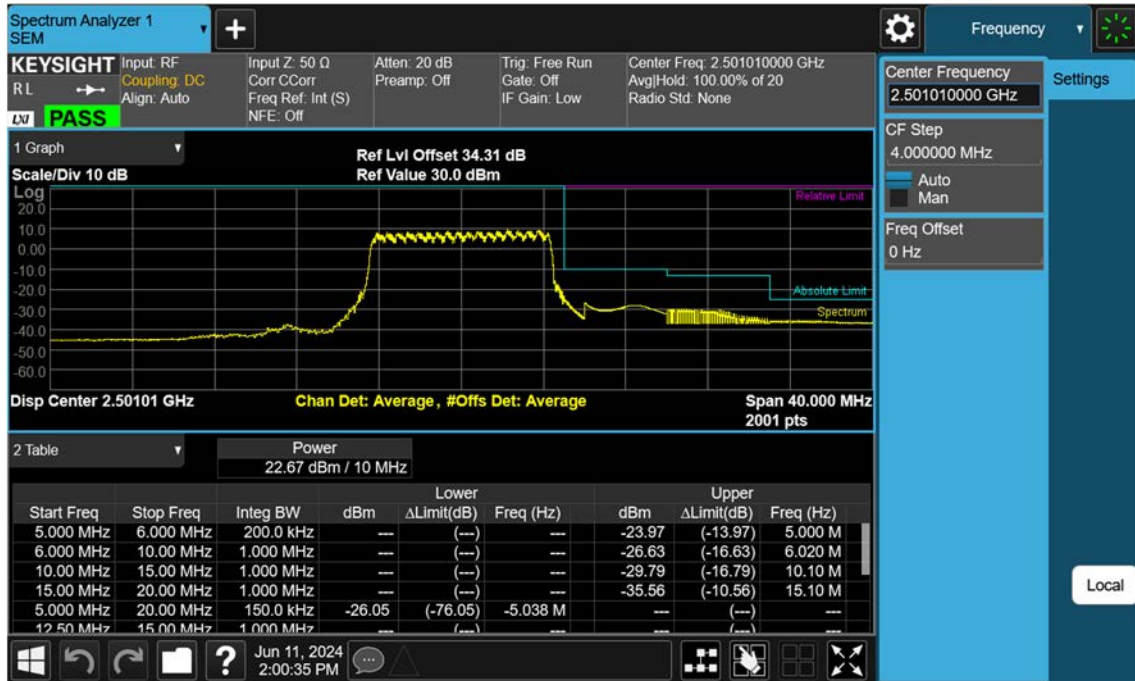 Spectrum Analyzer 1
SEM
Frequency
KEYSIGHT
RL
LXI
PASS
Input: RF
Coupling: DC
Align: Auto
Input Z: 50 Ω
Corr CCorr
Freq Ref: Int (S)
NFE: Off
Atten: 20 dB
Preamp: Off
Trig: Free Run
Gate: Off
IF Gain: Low
Center Freq: 2.501010000 GHz
Avg|Hold: 100.00% of 20
Radio Std: None
Center Frequency
2.501010000 GHz
Settings
CF Step
4.000000 MHz
Auto
Man
Freq Offset
0 Hz
Local
1 Graph
Scale/Div 10 dB
Ref Lvl Offset 34.31 dB
Ref Value 30.0 dBm
Log
20.0
10.0
0.00
-10.0
-20.0
-30.0
-40.0
-50.0
-60.0
Relative Limit
Absolute Limit
Spectrum
Disp Center 2.50101 GHz
Chan Det: Average, #Offs Det: Average
Span 40.000 MHz
2001 pts
2 Table
Power
22.67 dBm / 10 MHz
Lower Upper
Start Freq Stop Freq Integ BW dBm ΔLimit(dB) Freq (Hz) dBm ΔLimit(dB) Freq (Hz)
5.000 MHz 6.000 MHz 200.0 kHz --- (---) --- -23.97 (-13.97) 5.000 M
6.000 MHz 10.00 MHz 1.000 MHz --- (---) --- -26.63 (-16.63) 6.020 M
10.00 MHz 15.00 MHz 1.000 MHz --- (---) --- -29.79 (-16.79) 10.10 M
15.00 MHz 20.00 MHz 1.000 MHz --- (---) --- -35.56 (-10.56) 15.10 M
5.000 MHz 20.00 MHz 150.0 kHz -26.05 (-76.05) -5.038 M --- (---) ---
12.50 MHz 15.00 MHz 1.000 MHz --- (---) --- --- (---) ---
?
Jun 11, 2024
2:00:35 PM